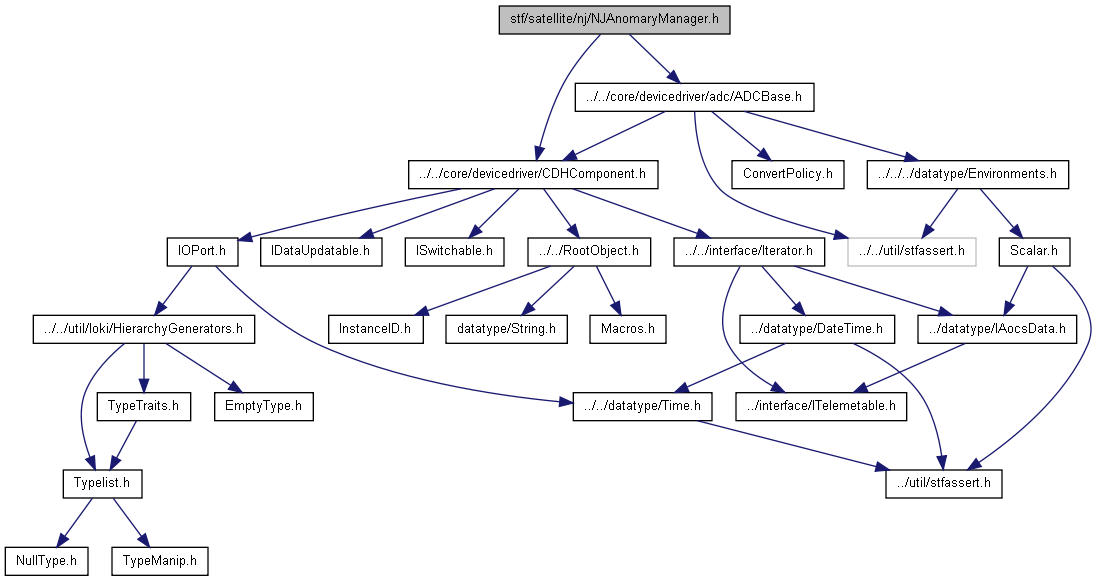 stf/satellite/nj/NJAnomaryManager.h
../../core/devicedriver/adc/ADCBase.h
../../core/devicedriver/CDHComponent.h
ConvertPolicy.h
../../../datatype/Environments.h
IOPort.h
IDataUpdatable.h
ISwitchable.h
../../RootObject.h
../../interface/Iterator.h
../../util/stfassert.h
Scalar.h
../../util/loki/HierarchyGenerators.h
InstanceID.h
datatype/String.h
Macros.h
../datatype/DateTime.h
../datatype/IAocsData.h
TypeTraits.h
EmptyType.h
../../datatype/Time.h
../interface/ITelemetable.h
Typelist.h
../util/stfassert.h
NullType.h
TypeManip.h